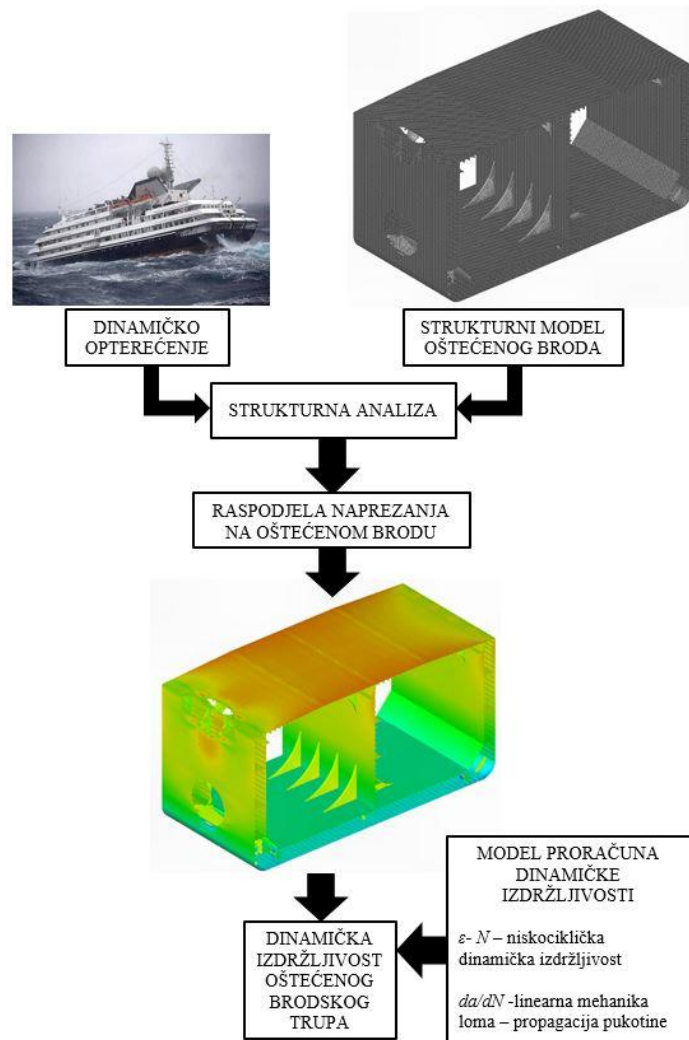 DINAMIČKO
OPTEREĆENJE
STRUKTURNI MODEL
OŠTEĆENOG BRODA
STRUKTURNA ANALIZA
RASPODJELA NAPREZANJA
NA OŠTEĆENOM BRODU
MODEL PRORAČUNA
DINAMIČKE
IZDRŽLJIVOSTI
ε- N – niskociklička
dinamička izdržljivost
da/dN -linearna mehanika
loma – propagacija pukotine
DINAMIČKA
IZDRŽLJIVOST
OŠTEĆENOG
BRODSKOG
TRUPA